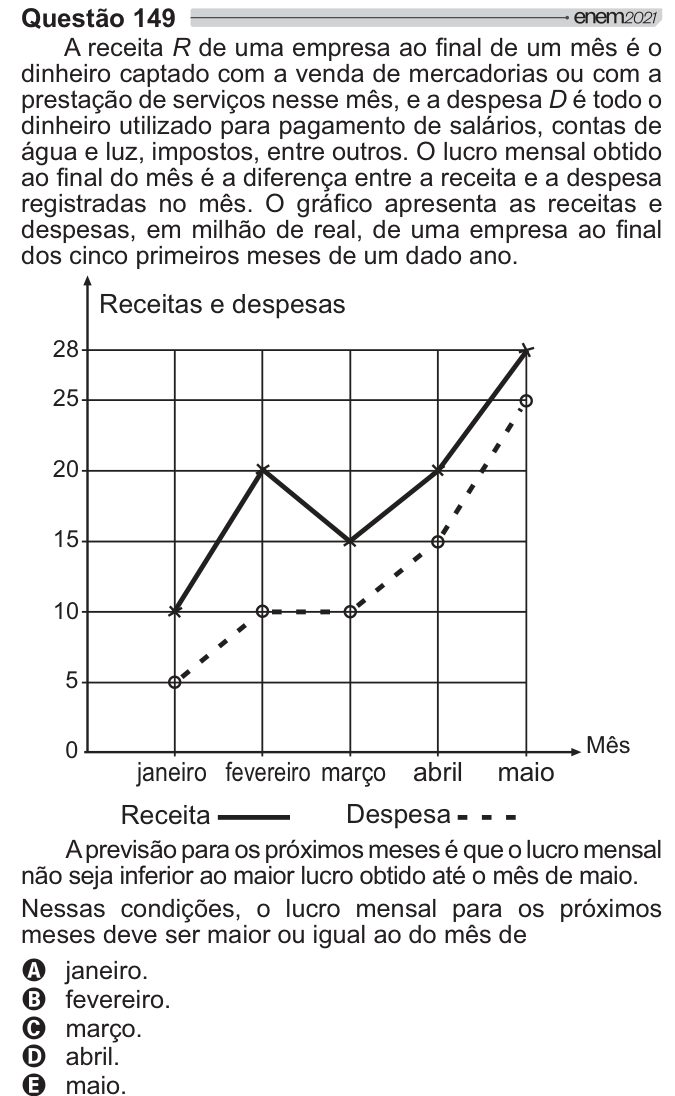 Questão 149 enem2021
A receita R de uma empresa ao final de um mês é o
dinheiro captado com a venda de mercadorias ou com a
prestação de serviços nesse mês, e a despesa D é todo o
dinheiro utilizado para pagamento de salários, contas de
água e luz, impostos, entre outros. O lucro mensal obtido
ao final do mês é a diferença entre a receita e a despesa
registradas no mês. O gráfico apresenta as receitas e
despesas, em milhão de real, de uma empresa ao final
dos cinco primeiros meses de um dado ano.
Receitas e despesas
28
25
20
15
10
5
0
Mês
janeiro fevereiro março abril maio
Receita Despesa
A previsão para os próximos meses é que o lucro mensal
não seja inferior ao maior lucro obtido até o mês de maio.
Nessas condições, o lucro mensal para os próximos
meses deve ser maior ou igual ao do mês de
A janeiro.
B fevereiro.
C março.
D abril.
E maio.